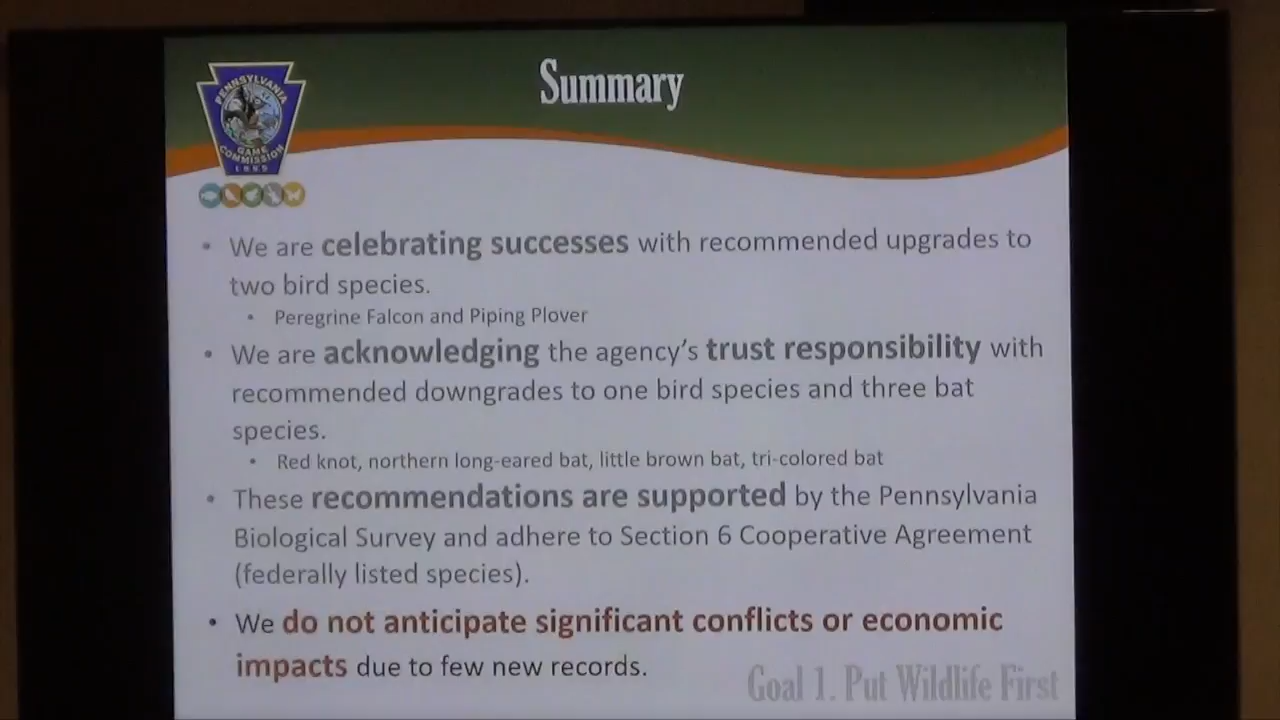 Summary
PENNSYLVANIA
GAME
COMMISSION
1895
• We are celebrating successes with recommended upgrades to
two bird species.
• Peregrine Falcon and Piping Plover
• We are acknowledging the agency's trust responsibility with
recommended downgrades to one bird species and three bat
species.
• Red knot, northern long-eared bat, little brown bat, tri-colored bat
• These recommendations are supported by the Pennsylvania
Biological Survey and adhere to Section 6 Cooperative Agreement
(federally listed species).
• We do not anticipate significant conflicts or economic
impacts due to few new records.
Goal 1. Put Wildlife First